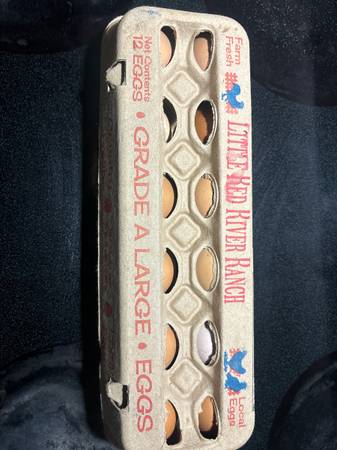 Farm
Fresh
LITTLE RED RIVER RANCH
Local
Eggs
Net Contents
12 EGGS • GRADE A LARGE • EGGS